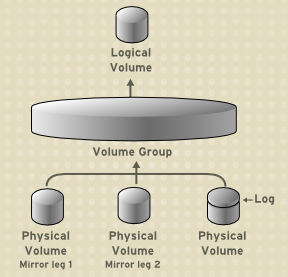 Logical
Volume
Volume Group
Log
Physical
Volume
Mirror leg 1
Physical
Volume
Mirror leg 2
Physical
Volume